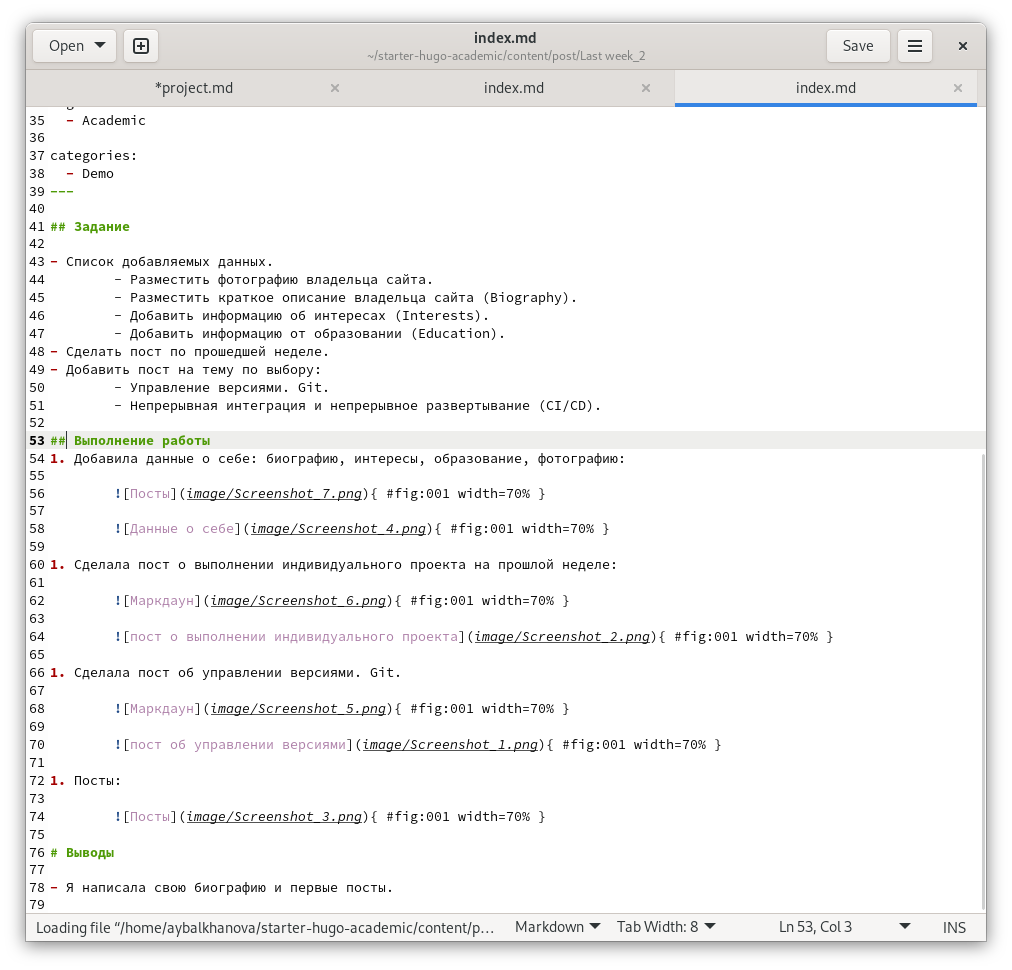 Open
index.md
~/starter-hugo-academic/content/post/Last week_2
Save
*project.md
index.md
index.md
35   - Academic
36
37 categories:
38   - Demo
39 ---
40
41 ## Задание
42
43 - Список добавляемых данных.
44         - Разместить фотографию владельца сайта.
45         - Разместить краткое описание владельца сайта (Biography).
46         - Добавить информацию об интересах (Interests).
47         - Добавить информацию от образовании (Education).
48 - Сделать пост по прошедшей неделе.
49 - Добавить пост на тему по выбору:
50         - Управление версиями. Git.
51         - Непрерывная интеграция и непрерывное развертывание (CI/CD).
52
53 ## Выполнение работы
54 1. Добавила данные о себе: биографию, интересы, образование, фотографию:
55
56         ![Посты](image/Screenshot_7.png){ #fig:001 width=70% }
57
58         ![Данные о себе](image/Screenshot_4.png){ #fig:001 width=70% }
59
60 1. Сделала пост о выполнении индивидуального проекта на прошлой неделе:
61
62         ![Маркдаун](image/Screenshot_6.png){ #fig:001 width=70% }
63
64         ![пост о выполнении индивидуального проекта](image/Screenshot_2.png){ #fig:001 width=70% }
65
66 1. Сделала пост об управлении версиями. Git.
67
68         ![Маркдаун](image/Screenshot_5.png){ #fig:001 width=70% }
69
70         ![пост об управлении версиями](image/Screenshot_1.png){ #fig:001 width=70% }
71
72 1. Посты:
73
74         ![Посты](image/Screenshot_3.png){ #fig:001 width=70% }
75
76 # Выводы
77
78 - Я написала свою биографию и первые посты.
79
Loading file “/home/aybalkhanova/starter-hugo-academic/content/p… Markdown Tab Width: 8 Ln 53, Col 3 INS